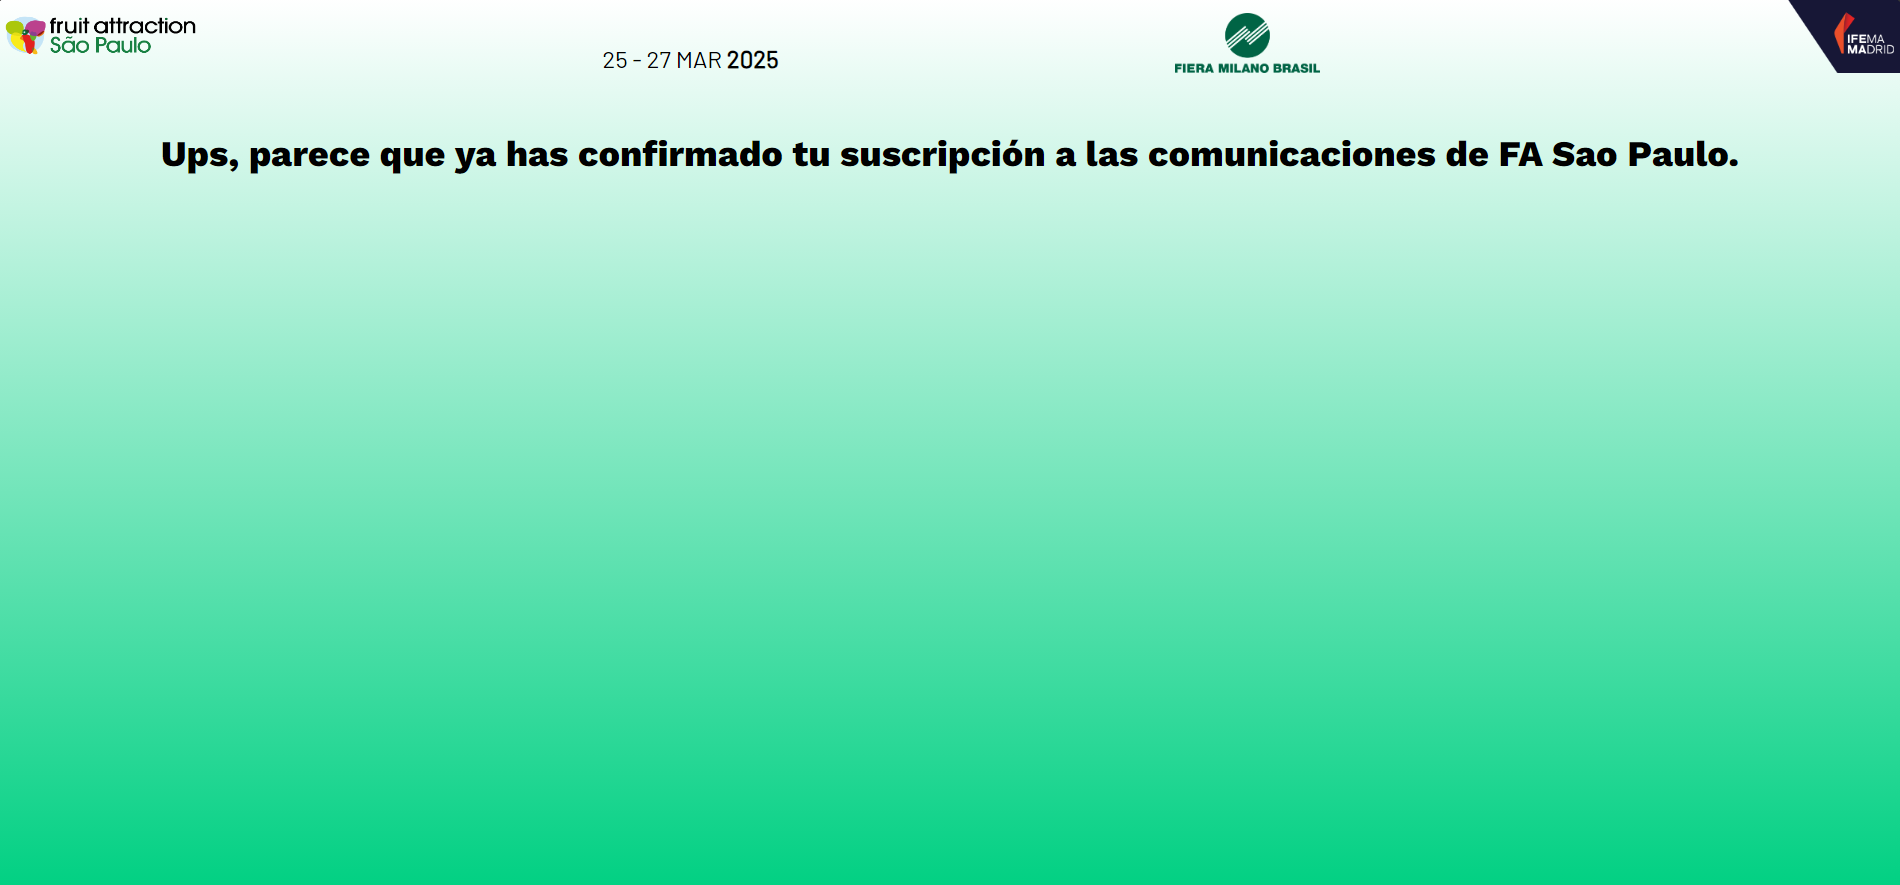 fruit attraction
São Paulo
25 - 27 MAR 2025
FIERA MILANO BRASIL
IFEMA
MADRID
Ups, parece que ya has confirmado tu suscripción a las comunicaciones de FA Sao Paulo.